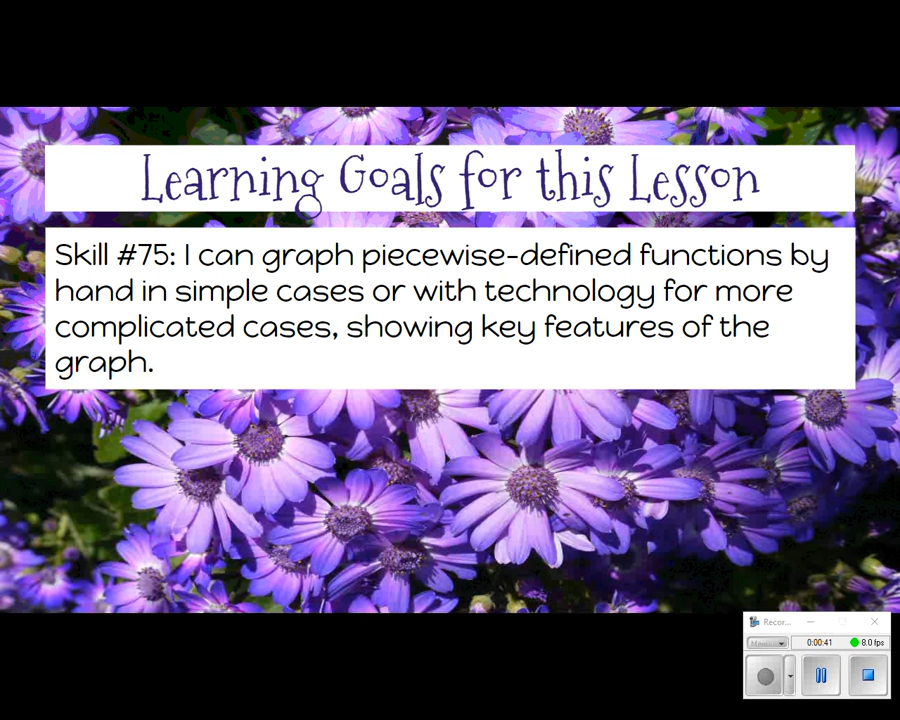 Learning Goals for this Lesson
Skill #75: I can graph piecewise-defined functions by
hand in simple cases or with technology for more
complicated cases, showing key features of the
graph.
Recor...
0:00:41
8.0 fps